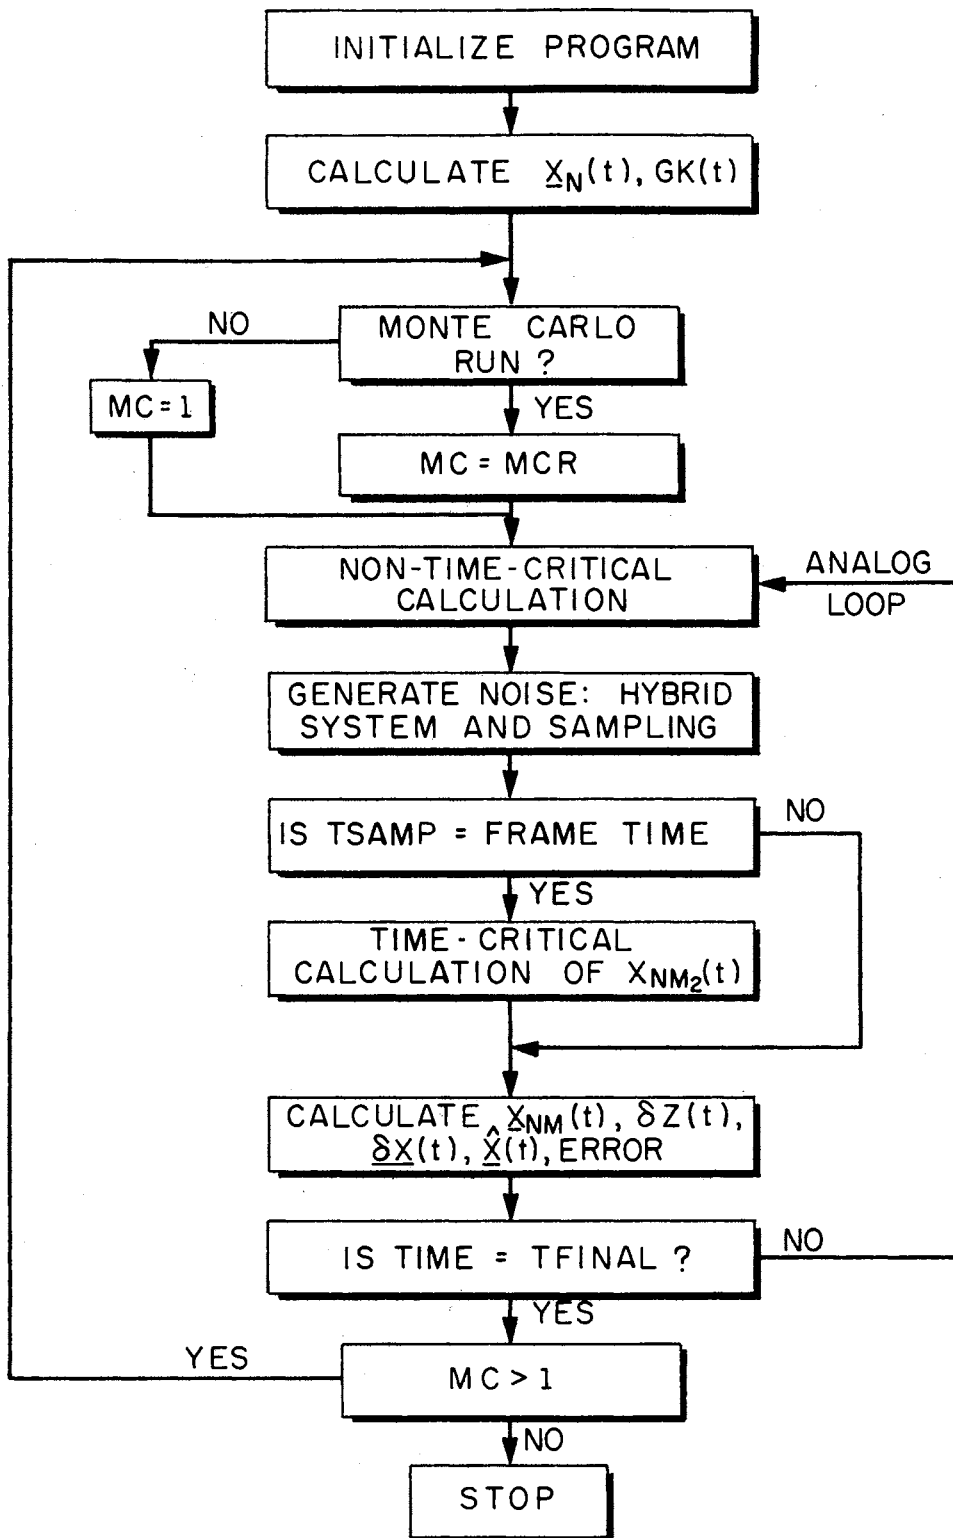 INITIALIZE PROGRAM
CALCULATE X̲_N(t), GK(t)
MONTE CARLO
RUN ?
NO
MC = 1
YES
MC = MCR
NON-TIME-CRITICAL
CALCULATION
ANALOG
LOOP
GENERATE NOISE: HYBRID
SYSTEM AND SAMPLING
IS TSAMP = FRAME TIME
NO
YES
TIME-CRITICAL
CALCULATION OF X_NM₂(t)
CALCULATE X̲_NM(t), δZ(t),
δ̲X̲̂(t), X̲̂(t), ERROR
IS TIME = TFINAL ?
NO
YES
MC > 1
YES
NO
STOP